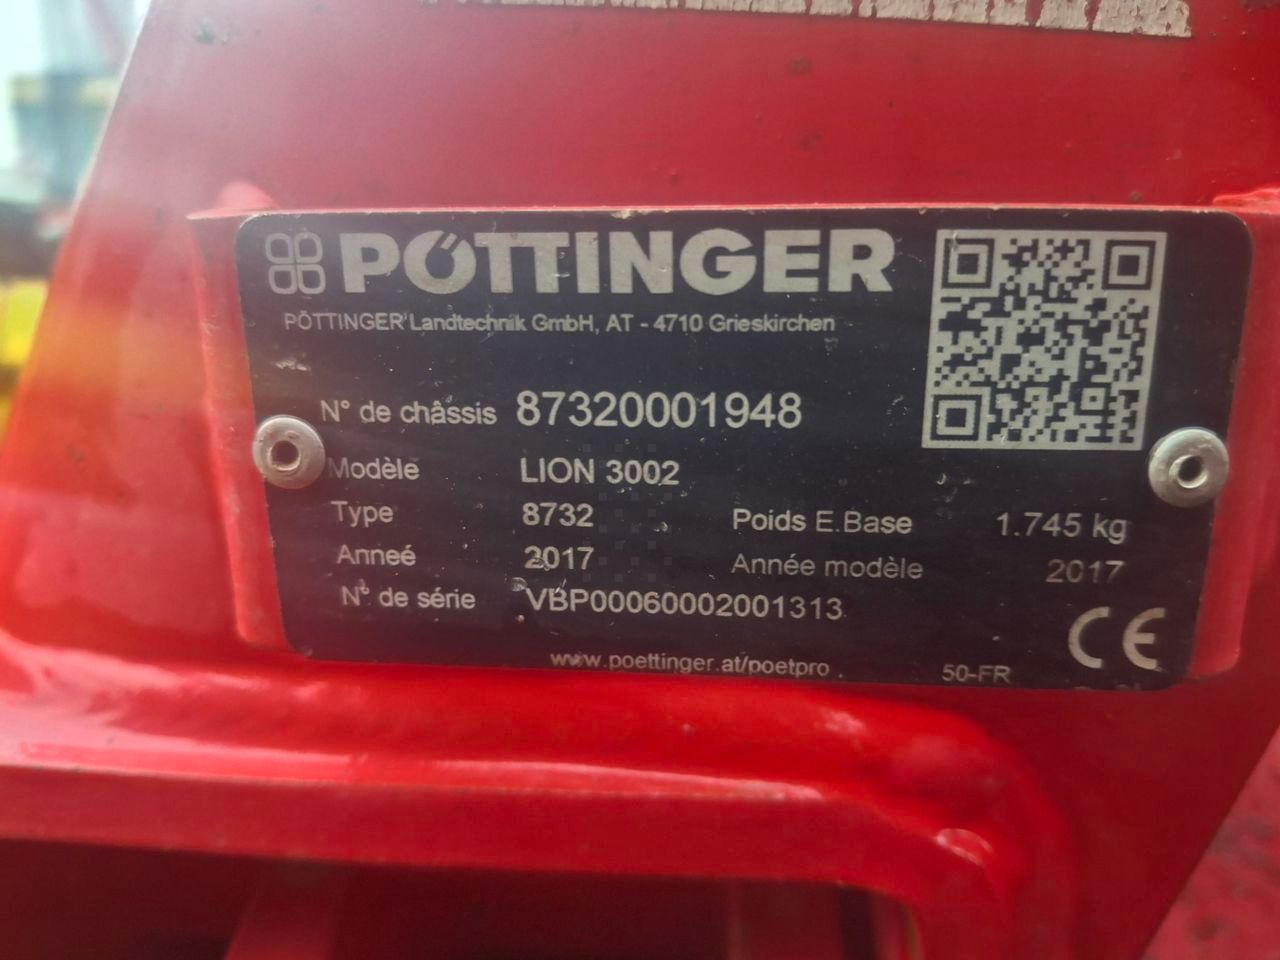 PÖTTINGER
PÖTTINGER Landtechnik GmbH, AT - 4710 Grieskirchen
N° de châssis 87320001948
Modèle LION 3002
Type 8732 Poids E.Base 1.745 kg
Anneé 2017 Année modèle 2017
N° de série VBP00060002001313
www.poettinger.at/poetpro 50-FR CE